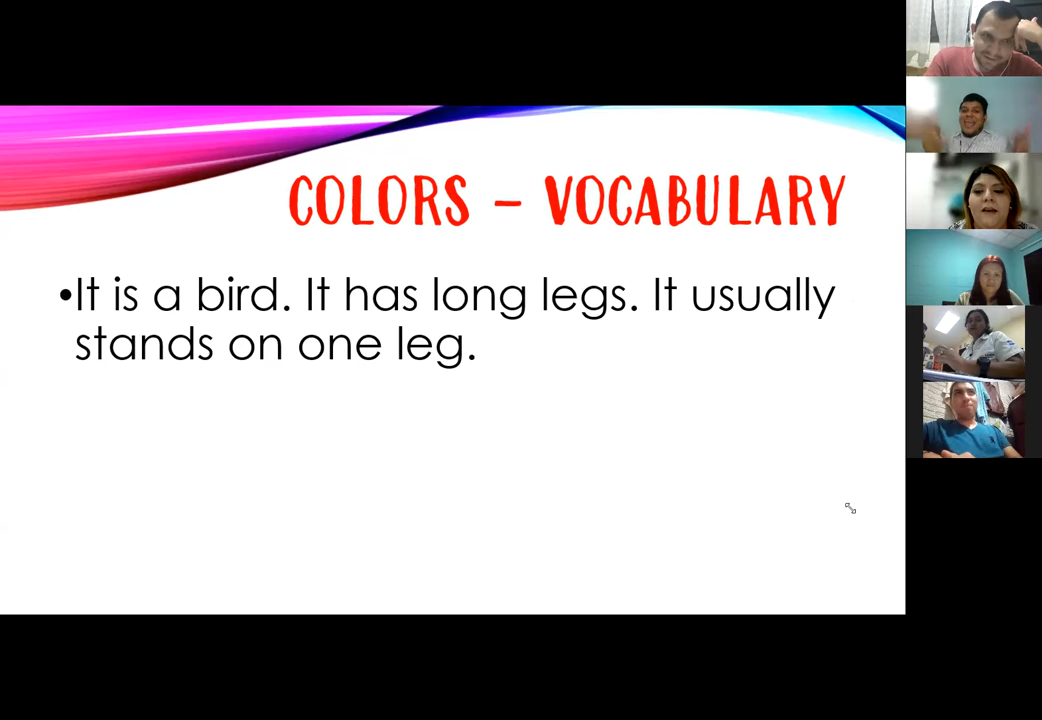 COLORS – VOCABULARY
•It is a bird. It has long legs. It usually
stands on one leg.